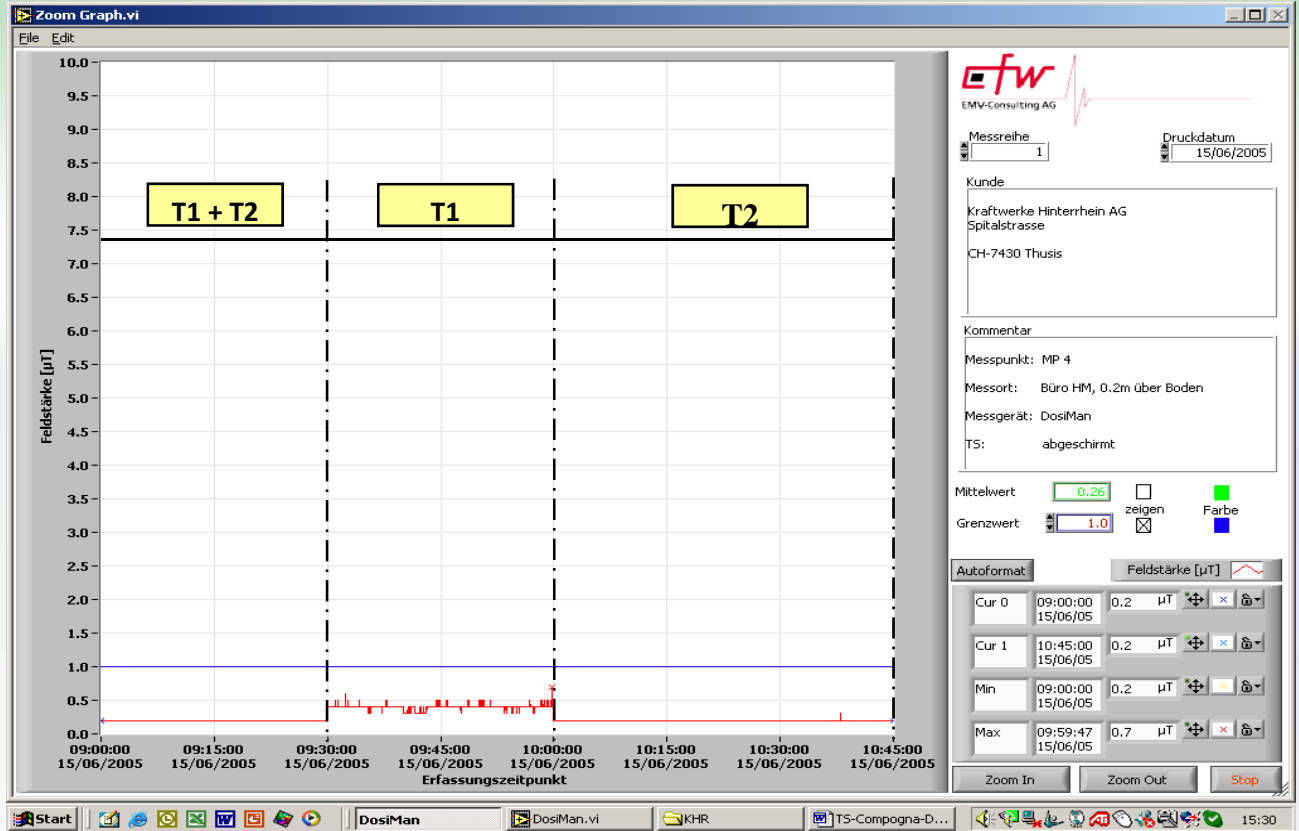 Zoom Graph.vi
File Edit
10.0
9.5
9.0
8.5
8.0
7.5
7.0
6.5
6.0
5.5
5.0
4.5
4.0
3.5
3.0
2.5
2.0
1.5
1.0
0.5
0.0
Feldstärke [µT]
T1 + T2
T1
T2
09:00:00 09:15:00 09:30:00 09:45:00 10:00:00 10:15:00 10:30:00 10:45:00
15/06/2005 15/06/2005 15/06/2005 15/06/2005 15/06/2005 15/06/2005 15/06/2005 15/06/2005
Erfassungszeitpunkt
efw
EMV-Consulting AG
Messreihe
1
Druckdatum
15/06/2005
Kunde
Kraftwerke Hinterrhein AG
Spitalstrasse
CH-7430 Thusis
Kommentar
Messpunkt: MP 4
Messort: Büro HM, 0.2m über Boden
Messgerät: DosiMan
TS: abgeschirmt
Mittelwert 0.26
zeigen Farbe
Grenzwert 1.0
Autoformat Feldstärke [µT]
Cur 0 09:00:00 0.2 µT
15/06/05
Cur 1 10:45:00 0.2 µT
15/06/05
Min 09:00:00 0.2 µT
15/06/05
Max 09:59:47 0.7 µT
15/06/05
Zoom In Zoom Out Stop
Start DosiMan DosiMan.vi KHR TS-Compogna-D... 15:30